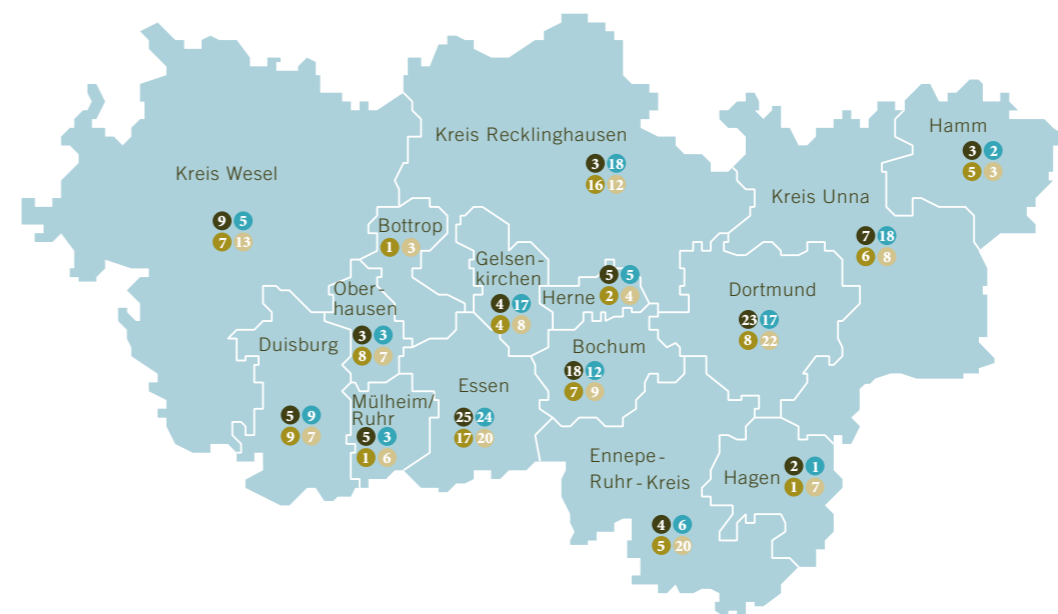 Hamm
3 2
5 3
Kreis Recklinghausen
3 18
16 12
Kreis Wesel
9 5
7 13
Kreis Unna
7 18
6 8
Bottrop
1 3
Gelsen-
kirchen
4 17
4 8
Herne
5 5
2 4
Ober-
hausen
3 3
8 7
Dortmund
23 17
8 22
Duisburg
5 9
9 7
Bochum
18 12
7 9
Essen
25 24
17 20
Mülheim/
Ruhr
5 3
1 6
Ennepe-
Ruhr-Kreis
4 6
5 20
Hagen
2 1
1 7